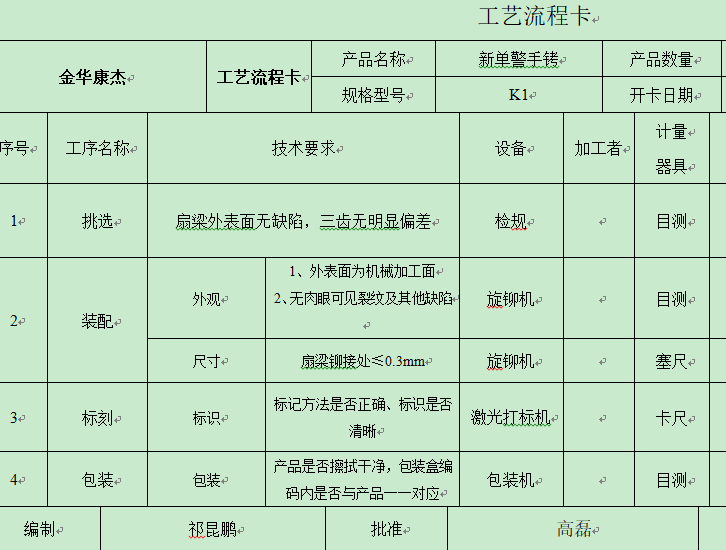 工艺流程卡
金华康杰 工艺流程卡 产品名称 新单警手铐 产品数量
规格型号 K1 开卡日期
序号 工序名称 技术要求 设备 加工者 计量
器具
1 挑选 扇梁外表面无缺陷，三齿无明显偏差 检规 目测
2 装配 外观 1、外表面为机械加工面
2、无肉眼可见裂纹及其他缺陷 旋铆机 目测
尺寸 扇梁铆接处≤0.3mm 旋铆机 塞尺
3 标刻 标识 标记方法是否正确、标识是否
清晰 激光打标机 卡尺
4 包装 包装 产品是否擦拭干净，包装盒编
码内是否与产品一一对应 包装机 目测
编制 祁昆鹏 批准 高磊